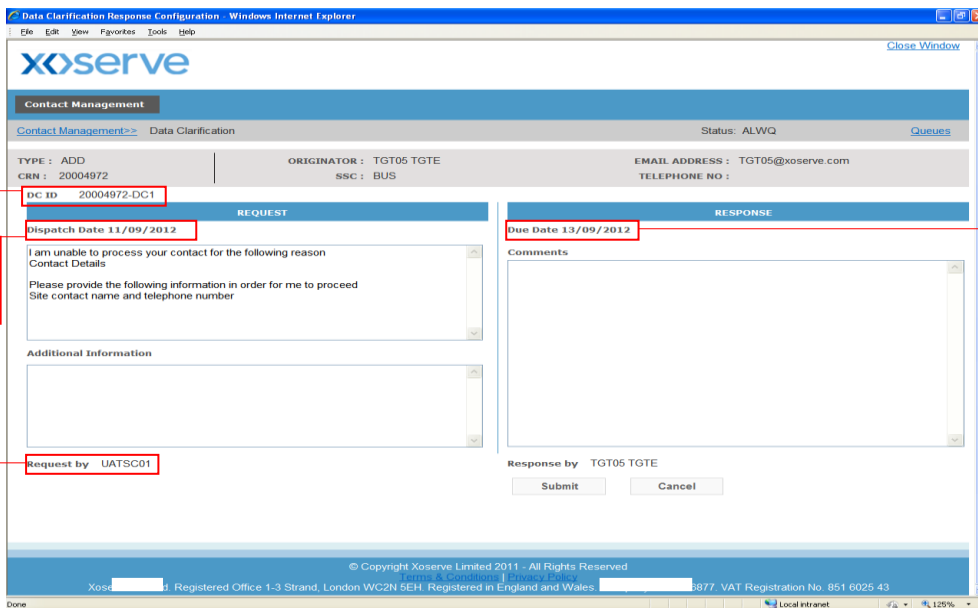 Data Clarification Response Configuration - Windows Internet Explorer
File Edit View Favorites Tools Help
Close Window
xoserve
Contact Management
Contact Management>> Data Clarification Status: ALWQ Queues
TYPE : ADD ORIGINATOR : TGT05 TGTE EMAIL ADDRESS : TGT05@xoserve.com
CRN : 20004972 SSC : BUS TELEPHONE NO :
DC ID 20004972-DC1
REQUEST
Dispatch Date 11/09/2012
I am unable to process your contact for the following reason
Contact Details
Please provide the following information in order for me to proceed
Site contact name and telephone number
Additional Information
Request by UATSC01
RESPONSE
Due Date 13/09/2012
Comments
Response by TGT05 TGTE
Submit Cancel
© Copyright Xoserve Limited 2011 - All Rights Reserved
Terms & Conditions | Privacy Policy
Xose d. Registered Office 1-3 Strand, London WC2N 5EH. Registered in England and Wales. 6877. VAT Registration No. 851 6025 43
Done Local intranet 125%